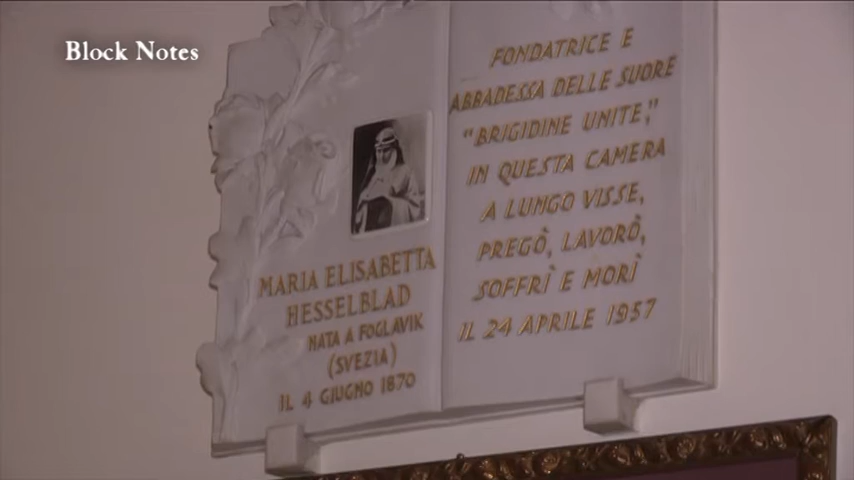 Block Notes
MARIA ELISABETTA
HESSELBLAD
NATA A FOGLAVIK
(SVEZIA)
IL 4 GIUGNO 1870
FONDATRICE E
ABBADESSA DELLE SUORE
"BRIGIDINE UNITE,"
IN QUESTA CAMERA
A LUNGO VISSE,
PREGÒ, LAVORÒ,
SOFFRÌ E MORÌ
IL 24 APRILE 1957